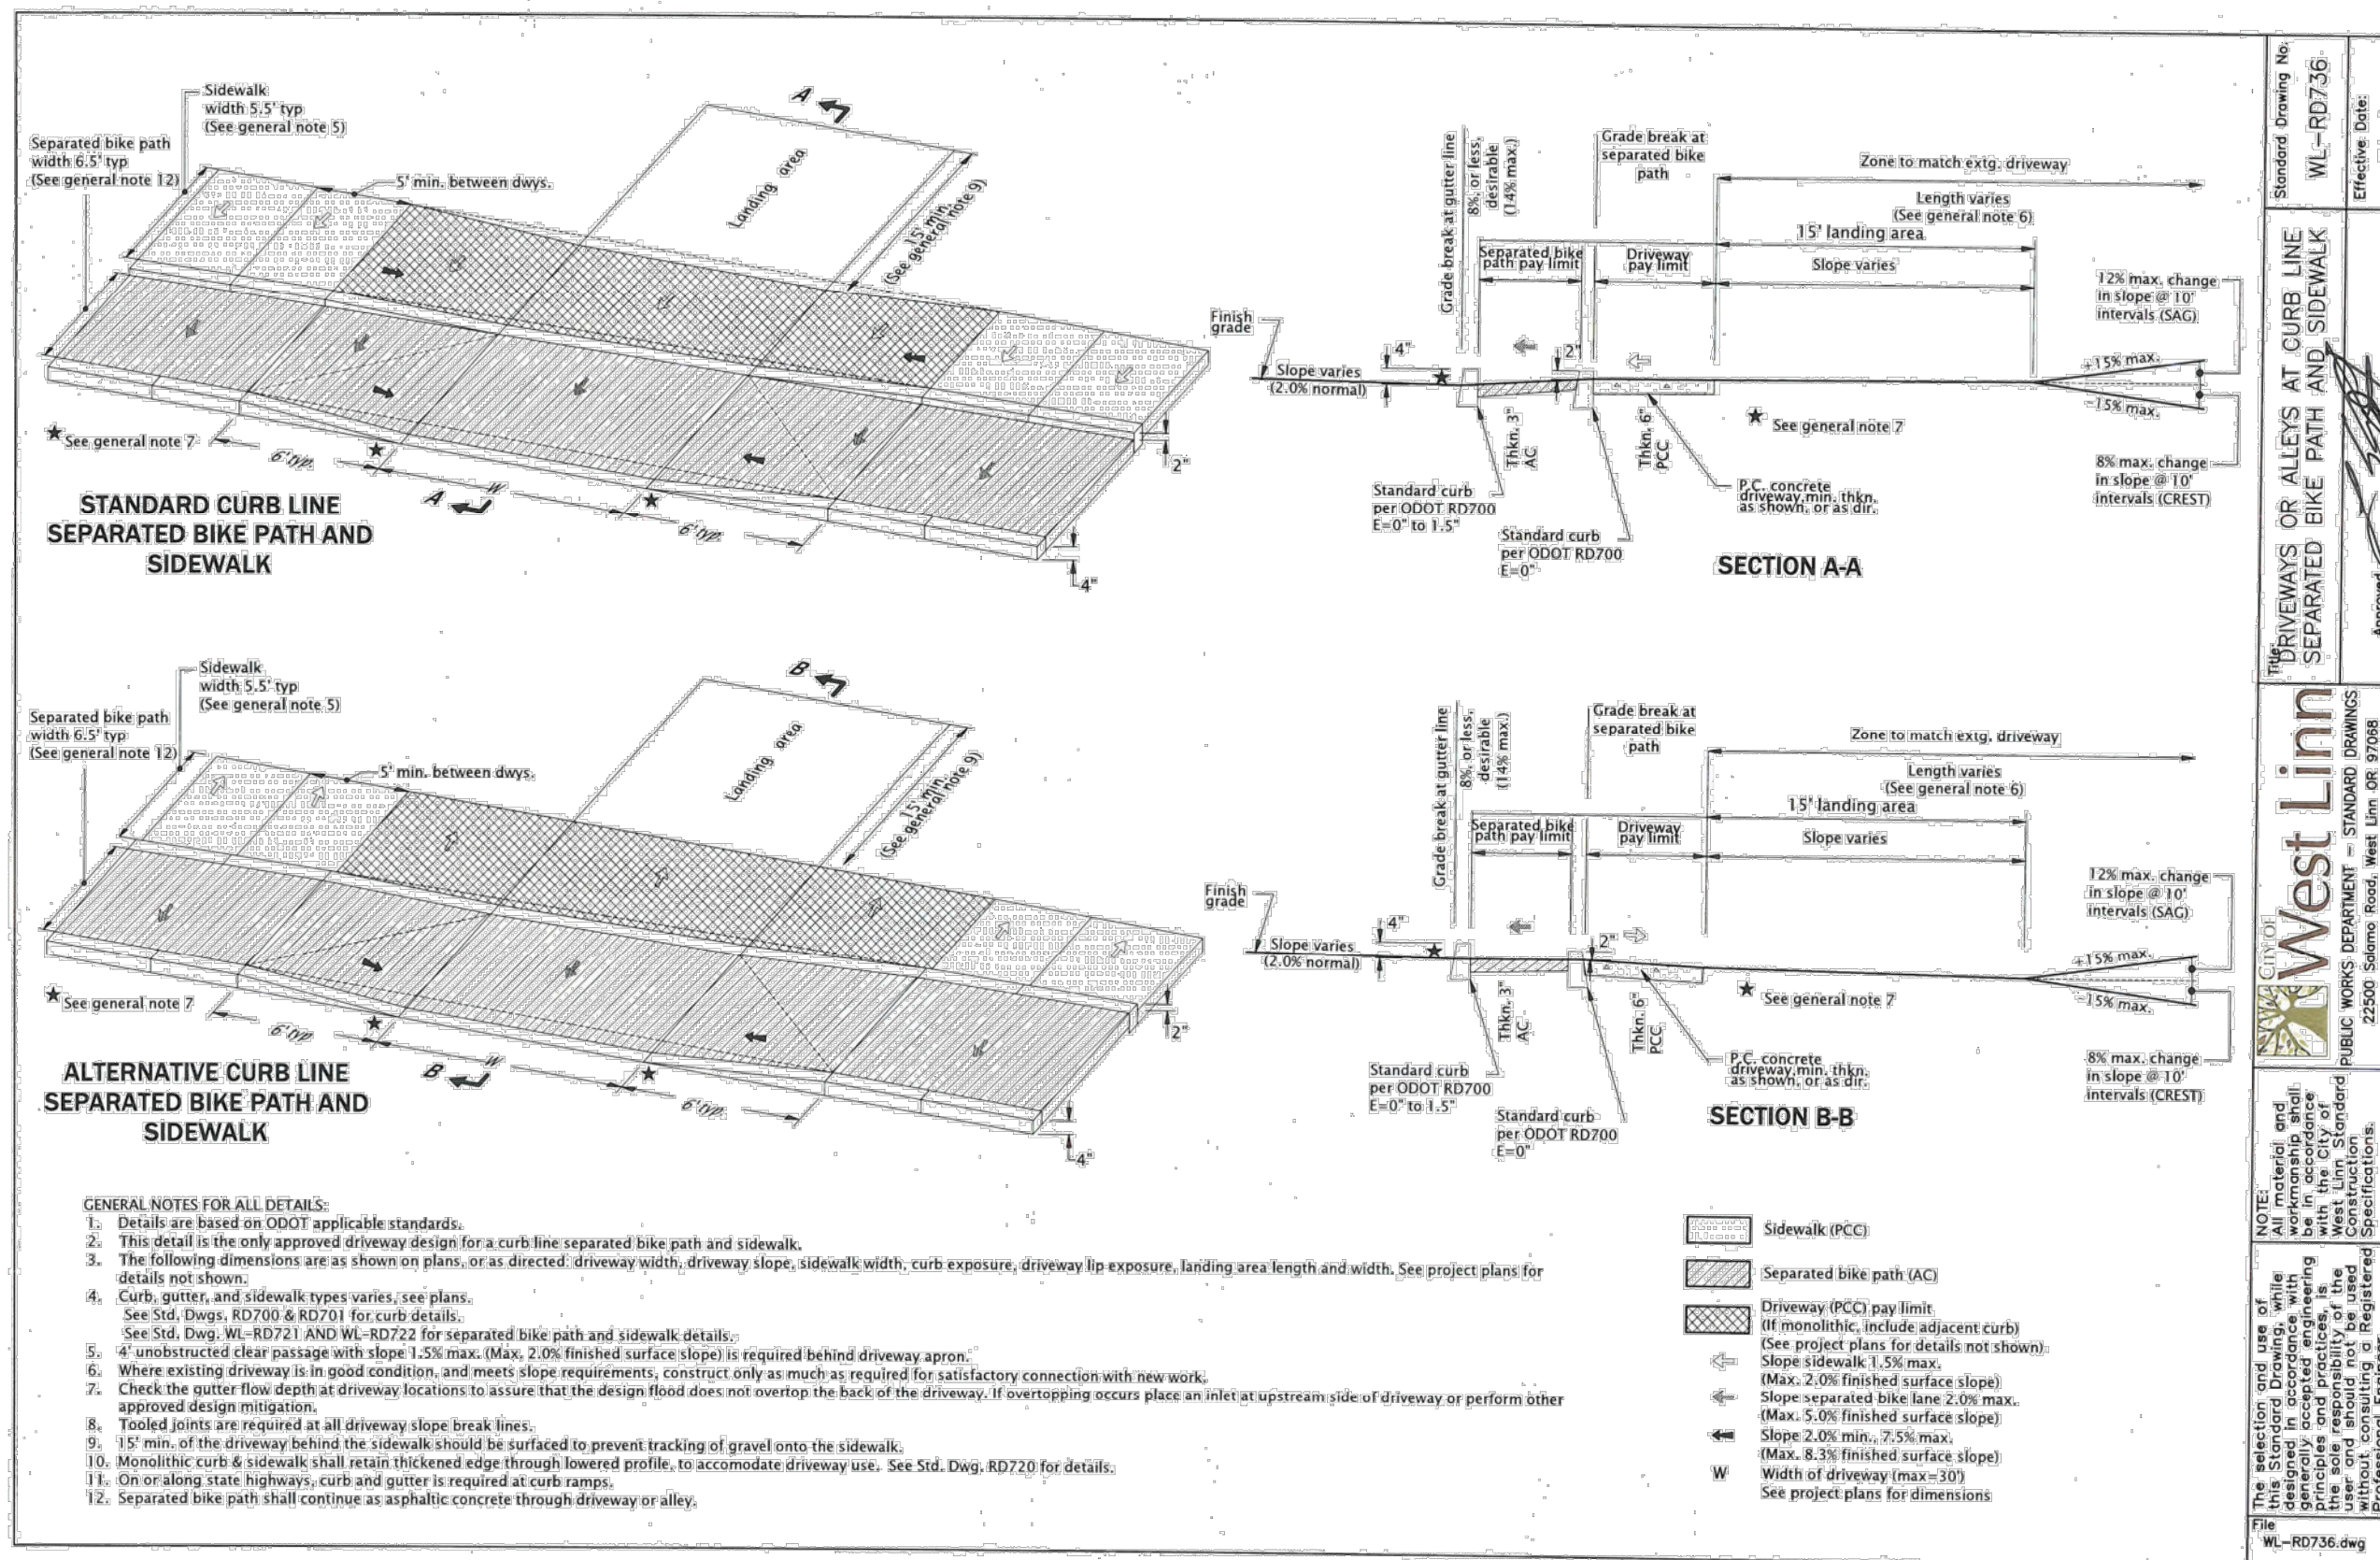 Sidewalk
width 5.5' typ
(See general note 5)
Separated bike path
width 6.5' typ
(See general note 12)
5' min. between dwys.
Landing area
A
15' min.
(See general note 9)
2"
4"
★ See general note 7
6' typ.
★
W
A
★
6' typ.
STANDARD CURB LINE
SEPARATED BIKE PATH AND
SIDEWALK
Grade break at gutter line
8%, or less,
desirable
(14% max.)
Grade break at
separated bike
path
Zone to match extg. driveway
Length varies
(See general note 6)
15' landing area
Separated bike
path pay limit
Driveway
pay limit
Slope varies
12% max. change
in slope @ 10'
intervals (SAG)
Finish
grade
4"
2"
Slope varies
(2.0% normal)
★
+15% max.
-15% max.
Thkn. 3"
AC
Thkn. 6"
PCC
★ See general note 7
8% max. change
in slope @ 10'
intervals (CREST)
Standard curb
per ODOT RD700
E=0" to 1.5"
P.C. concrete
driveway,min. thkn.
as shown, or as dir.
Standard curb
per ODOT RD700
E=0"
SECTION A-A
Sidewalk
width 5.5' typ
(See general note 5)
Separated bike path
width 6.5' typ
(See general note 12)
5' min. between dwys.
Landing area
B
15' min.
(See general note 9)
2"
4"
★ See general note 7
6' typ.
★
W
B
★
6' typ.
ALTERNATIVE CURB LINE
SEPARATED BIKE PATH AND
SIDEWALK
Grade break at gutter line
8%, or less,
desirable
(14% max.)
Grade break at
separated bike
path
Zone to match extg. driveway
Length varies
(See general note 6)
15' landing area
Separated bike
path pay limit
Driveway
pay limit
Slope varies
12% max. change
in slope @ 10'
intervals (SAG)
Finish
grade
4"
2"
Slope varies
(2.0% normal)
★
+15% max.
-15% max.
Thkn. 3"
AC
Thkn. 6"
PCC
★ See general note 7
8% max. change
in slope @ 10'
intervals (CREST)
Standard curb
per ODOT RD700
E=0" to 1.5"
P.C. concrete
driveway,min. thkn.
as shown, or as dir.
Standard curb
per ODOT RD700
E=0"
SECTION B-B
GENERAL NOTES FOR ALL DETAILS:
1. Details are based on ODOT applicable standards.
2. This detail is the only approved driveway design for a curb line separated bike path and sidewalk.
3. The following dimensions are as shown on plans, or as directed: driveway width, driveway slope, sidewalk width, curb exposure, driveway lip exposure, landing area length and width. See project plans for
details not shown.
4. Curb, gutter, and sidewalk types varies, see plans.
See Std. Dwgs. RD700 & RD701 for curb details.
See Std. Dwg. WL-RD721 AND WL-RD722 for separated bike path and sidewalk details.
5. 4' unobstructed clear passage with slope 1.5% max. (Max. 2.0% finished surface slope) is required behind driveway apron.
6. Where existing driveway is in good condition, and meets slope requirements, construct only as much as required for satisfactory connection with new work.
7. Check the gutter flow depth at driveway locations to assure that the design flood does not overtop the back of the driveway. If overtopping occurs place an inlet at upstream side of driveway or perform other
approved design mitigation.
8. Tooled joints are required at all driveway slope break lines.
9. 15' min. of the driveway behind the sidewalk should be surfaced to prevent tracking of gravel onto the sidewalk.
10. Monolithic curb & sidewalk shall retain thickened edge through lowered profile, to accomodate driveway use. See Std. Dwg. RD720 for details.
11. On or along state highways, curb and gutter is required at curb ramps.
12. Separated bike path shall continue as asphaltic concrete through driveway or alley.
Sidewalk (PCC)
Separated bike path (AC)
Driveway (PCC) pay limit
(If monolithic, include adjacent curb)
(See project plans for details not shown)
Slope sidewalk 1.5% max.
(Max. 2.0% finished surface slope)
Slope separated bike lane 2.0% max.
(Max. 5.0% finished surface slope)
Slope 2.0% min., 7.5% max.
(Max. 8.3% finished surface slope)
W Width of driveway (max=30')
See project plans for dimensions
Standard Drawing No:
WL-RD736
Effective Date:
Title:
DRIVEWAYS OR ALLEYS AT CURB LINE
SEPARATED BIKE PATH AND SIDEWALK
Approved
CITY OF
West Linn
PUBLIC WORKS DEPARTMENT - STANDARD DRAWINGS
22500 Salamo Road, West Linn OR 97068
NOTE:
All material and
workmanship shall
be in accordance
with the City of
West Linn Standard
Construction
Specifications.
The selection and use of
this Standard Drawing, while
designed in accordance with
generally accepted engineering
principles and practices, is
the sole responsibility of the
user and should not be used
without consulting a Registered
Professional Engineer.
File
WL-RD736.dwg